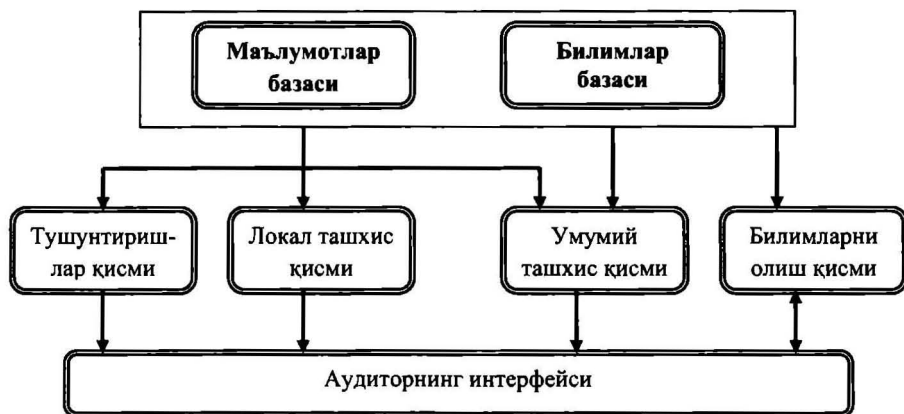 Маълумотлар
базаси
Билимлар
базаси
Тушунтириш-
лар қисми
Локал ташхис
қисми
Умумий
ташхис қисми
Билимларни
олиш қисми
Аудиторнинг интерфейси